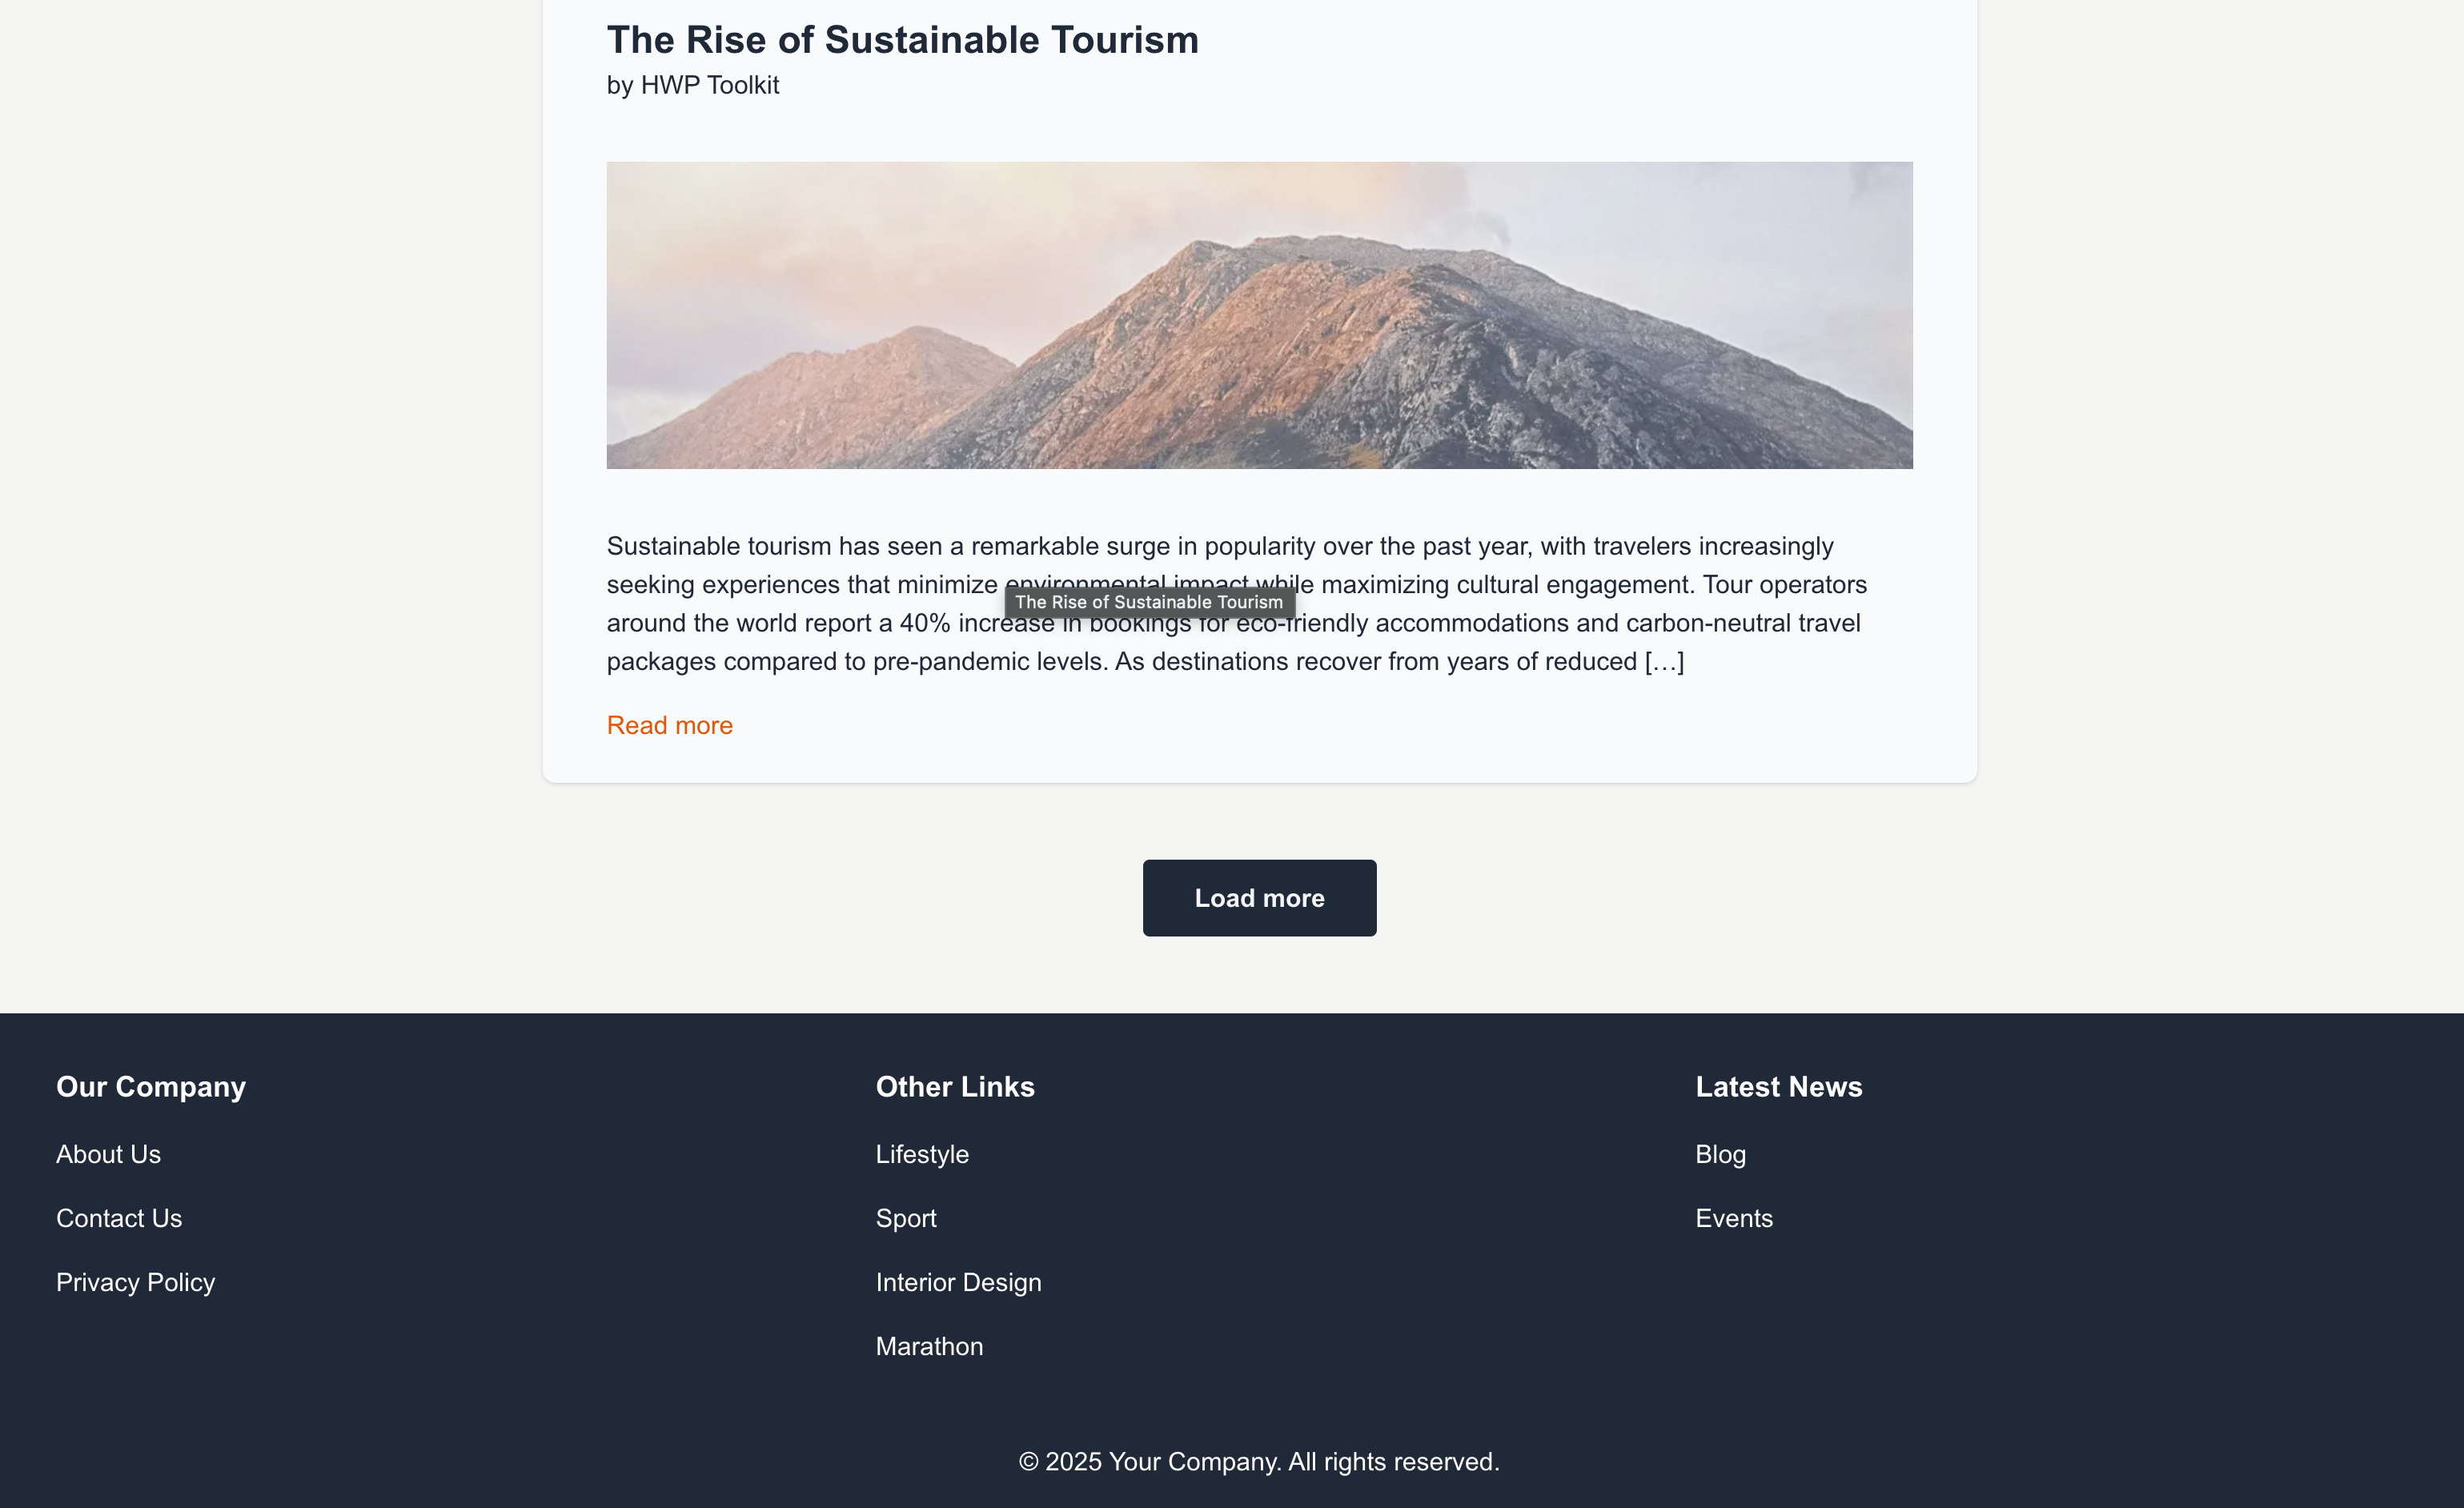 The Rise of Sustainable Tourism
by HWP Toolkit
Sustainable tourism has seen a remarkable surge in popularity over the past year, with travelers increasingly
seeking experiences that minimize environmental impact while maximizing cultural engagement. Tour operators
The Rise of Sustainable Tourism
around the world report a 40% increase in bookings for eco-friendly accommodations and carbon-neutral travel
packages compared to pre-pandemic levels. As destinations recover from years of reduced […]
Read more
Load more
Our Company
About Us
Contact Us
Privacy Policy
Other Links
Lifestyle
Sport
Interior Design
Marathon
Latest News
Blog
Events
© 2025 Your Company. All rights reserved.